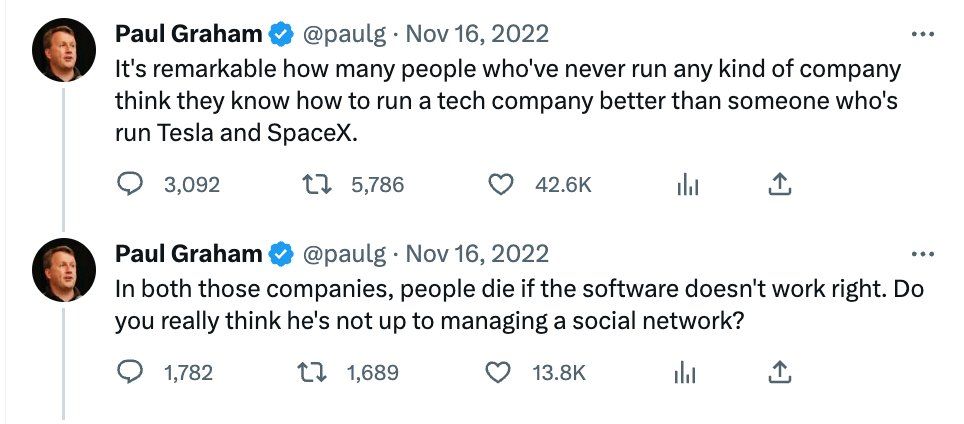 Paul Graham @paulg · Nov 16, 2022
It's remarkable how many people who've never run any kind of company
think they know how to run a tech company better than someone who's
run Tesla and SpaceX.
3,092 5,786 42.6K
Paul Graham @paulg · Nov 16, 2022
In both those companies, people die if the software doesn't work right. Do
you really think he's not up to managing a social network?
1,782 1,689 13.8K